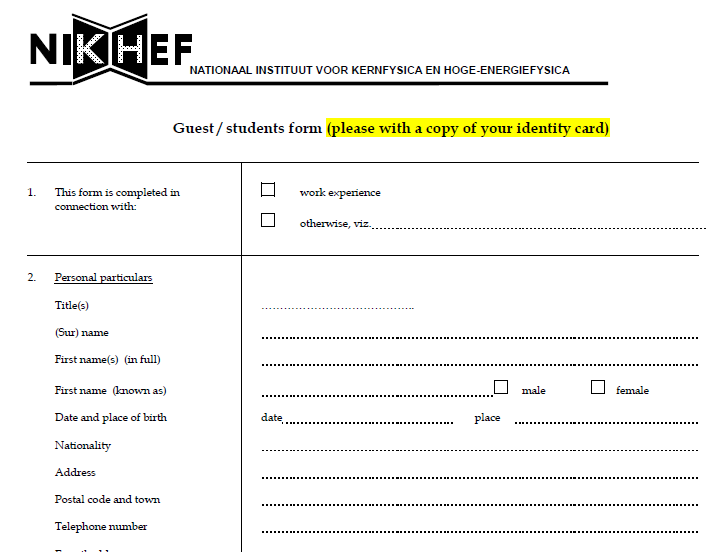 NIKHEF
NATIONAAL INSTITUUT VOOR KERNFYSICA EN HOGE-ENERGIEFYSICA
Guest / students form (please with a copy of your identity card)
1. This form is completed in connection with:
work experience
otherwise, viz.
2. Personal particulars
Title(s)
(Sur) name
First name(s) (in full)
First name (known as) male female
Date and place of birth date place
Nationality
Address
Postal code and town
Telephone number